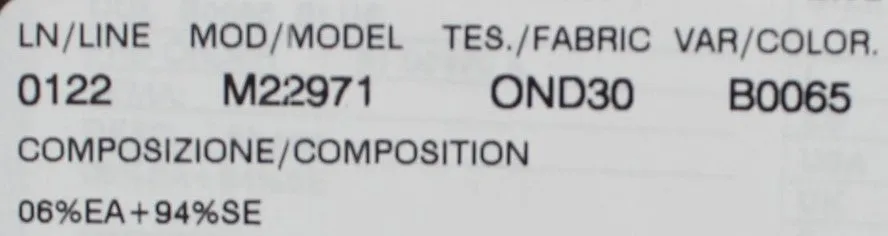 LN/LINE MOD/MODEL TES./FABRIC VAR/COLOR.
0122 M22971 OND30 B0065
COMPOSIZIONE/COMPOSITION
06%EA+94%SE